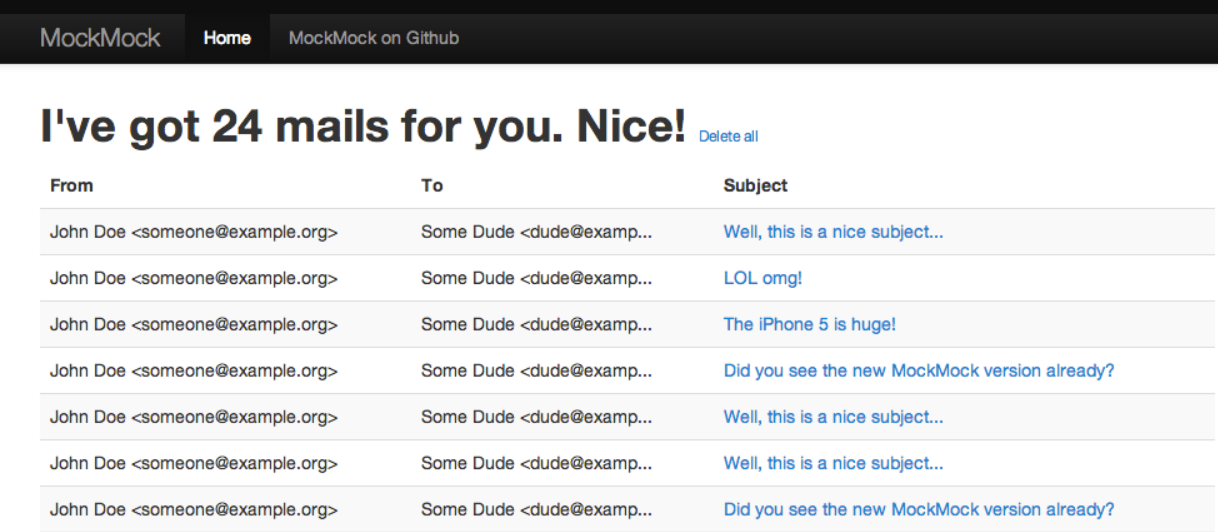 MockMock Home MockMock on Github
I've got 24 mails for you. Nice! Delete all
From To Subject
John Doe <someone@example.org> Some Dude <dude@examp... Well, this is a nice subject...
John Doe <someone@example.org> Some Dude <dude@examp... LOL omg!
John Doe <someone@example.org> Some Dude <dude@examp... The iPhone 5 is huge!
John Doe <someone@example.org> Some Dude <dude@examp... Did you see the new MockMock version already?
John Doe <someone@example.org> Some Dude <dude@examp... Well, this is a nice subject...
John Doe <someone@example.org> Some Dude <dude@examp... Well, this is a nice subject...
John Doe <someone@example.org> Some Dude <dude@examp... Did you see the new MockMock version already?